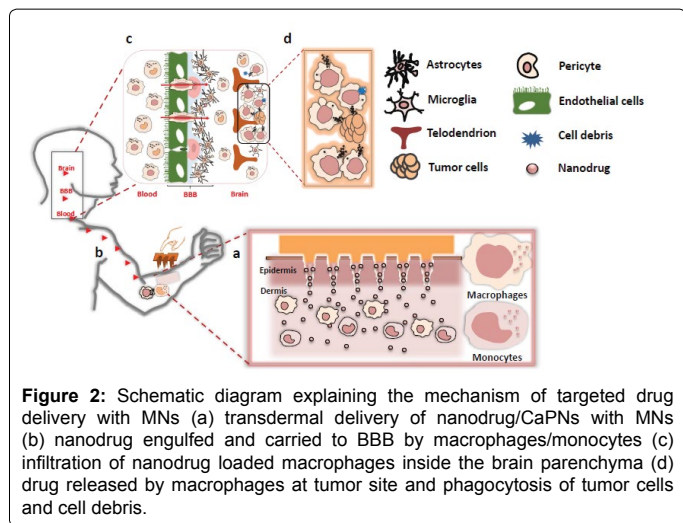 c
d
Astrocytes
Pericyte
Microglia
Endothelial cells
Telodendrion
Cell debris
Tumor cells
Nanodrug
Blood
BBB
Brain
Brain
BBB
Blood
b
a
Epidermis
Dermis
Macrophages
Monocytes
Figure 2: Schematic diagram explaining the mechanism of targeted drug
delivery with MNs (a) transdermal delivery of nanodrug/CaPNs with MNs
(b) nanodrug engulfed and carried to BBB by macrophages/monocytes (c)
infiltration of nanodrug loaded macrophages inside the brain parenchyma (d)
drug released by macrophages at tumor site and phagocytosis of tumor cells
and cell debris.